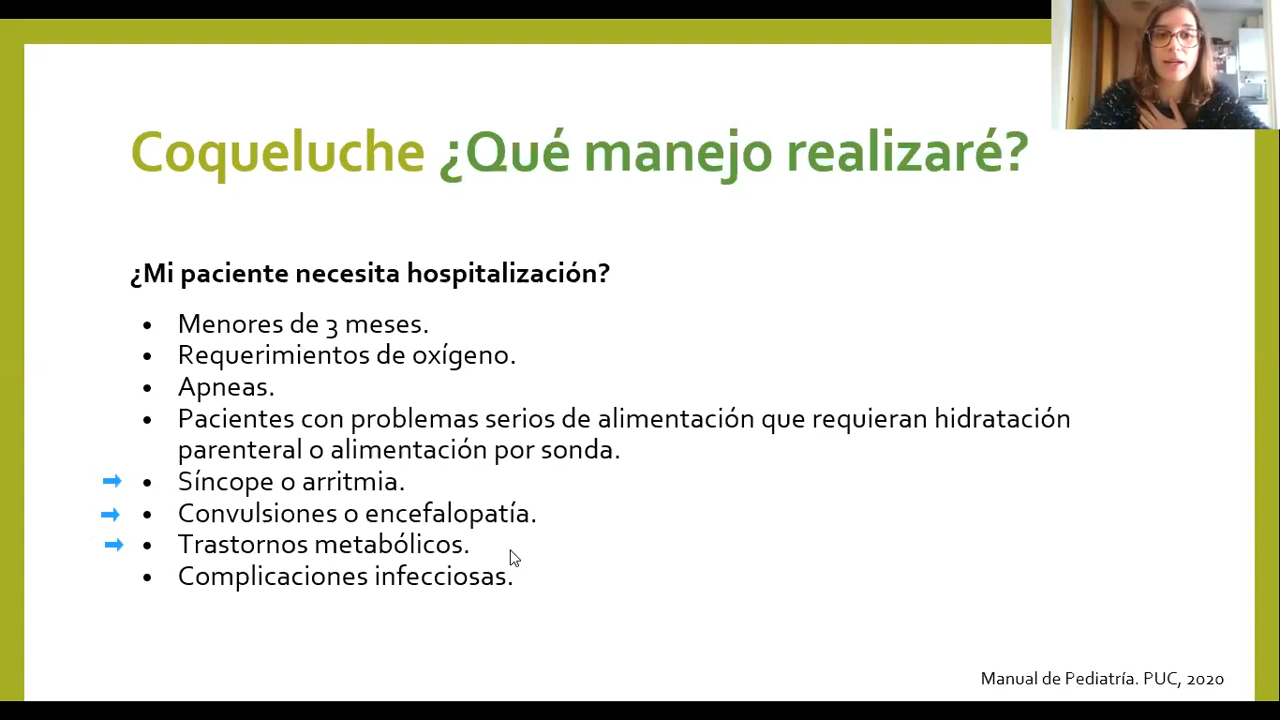 Coqueluche ¿Qué manejo realizaré?
¿Mi paciente necesita hospitalización?
• Menores de 3 meses.
• Requerimientos de oxígeno.
• Apneas.
• Pacientes con problemas serios de alimentación que requieran hidratación
parenteral o alimentación por sonda.
• Síncope o arritmia.
• Convulsiones o encefalopatía.
• Trastornos metabólicos.
• Complicaciones infecciosas.
Manual de Pediatría. PUC, 2020